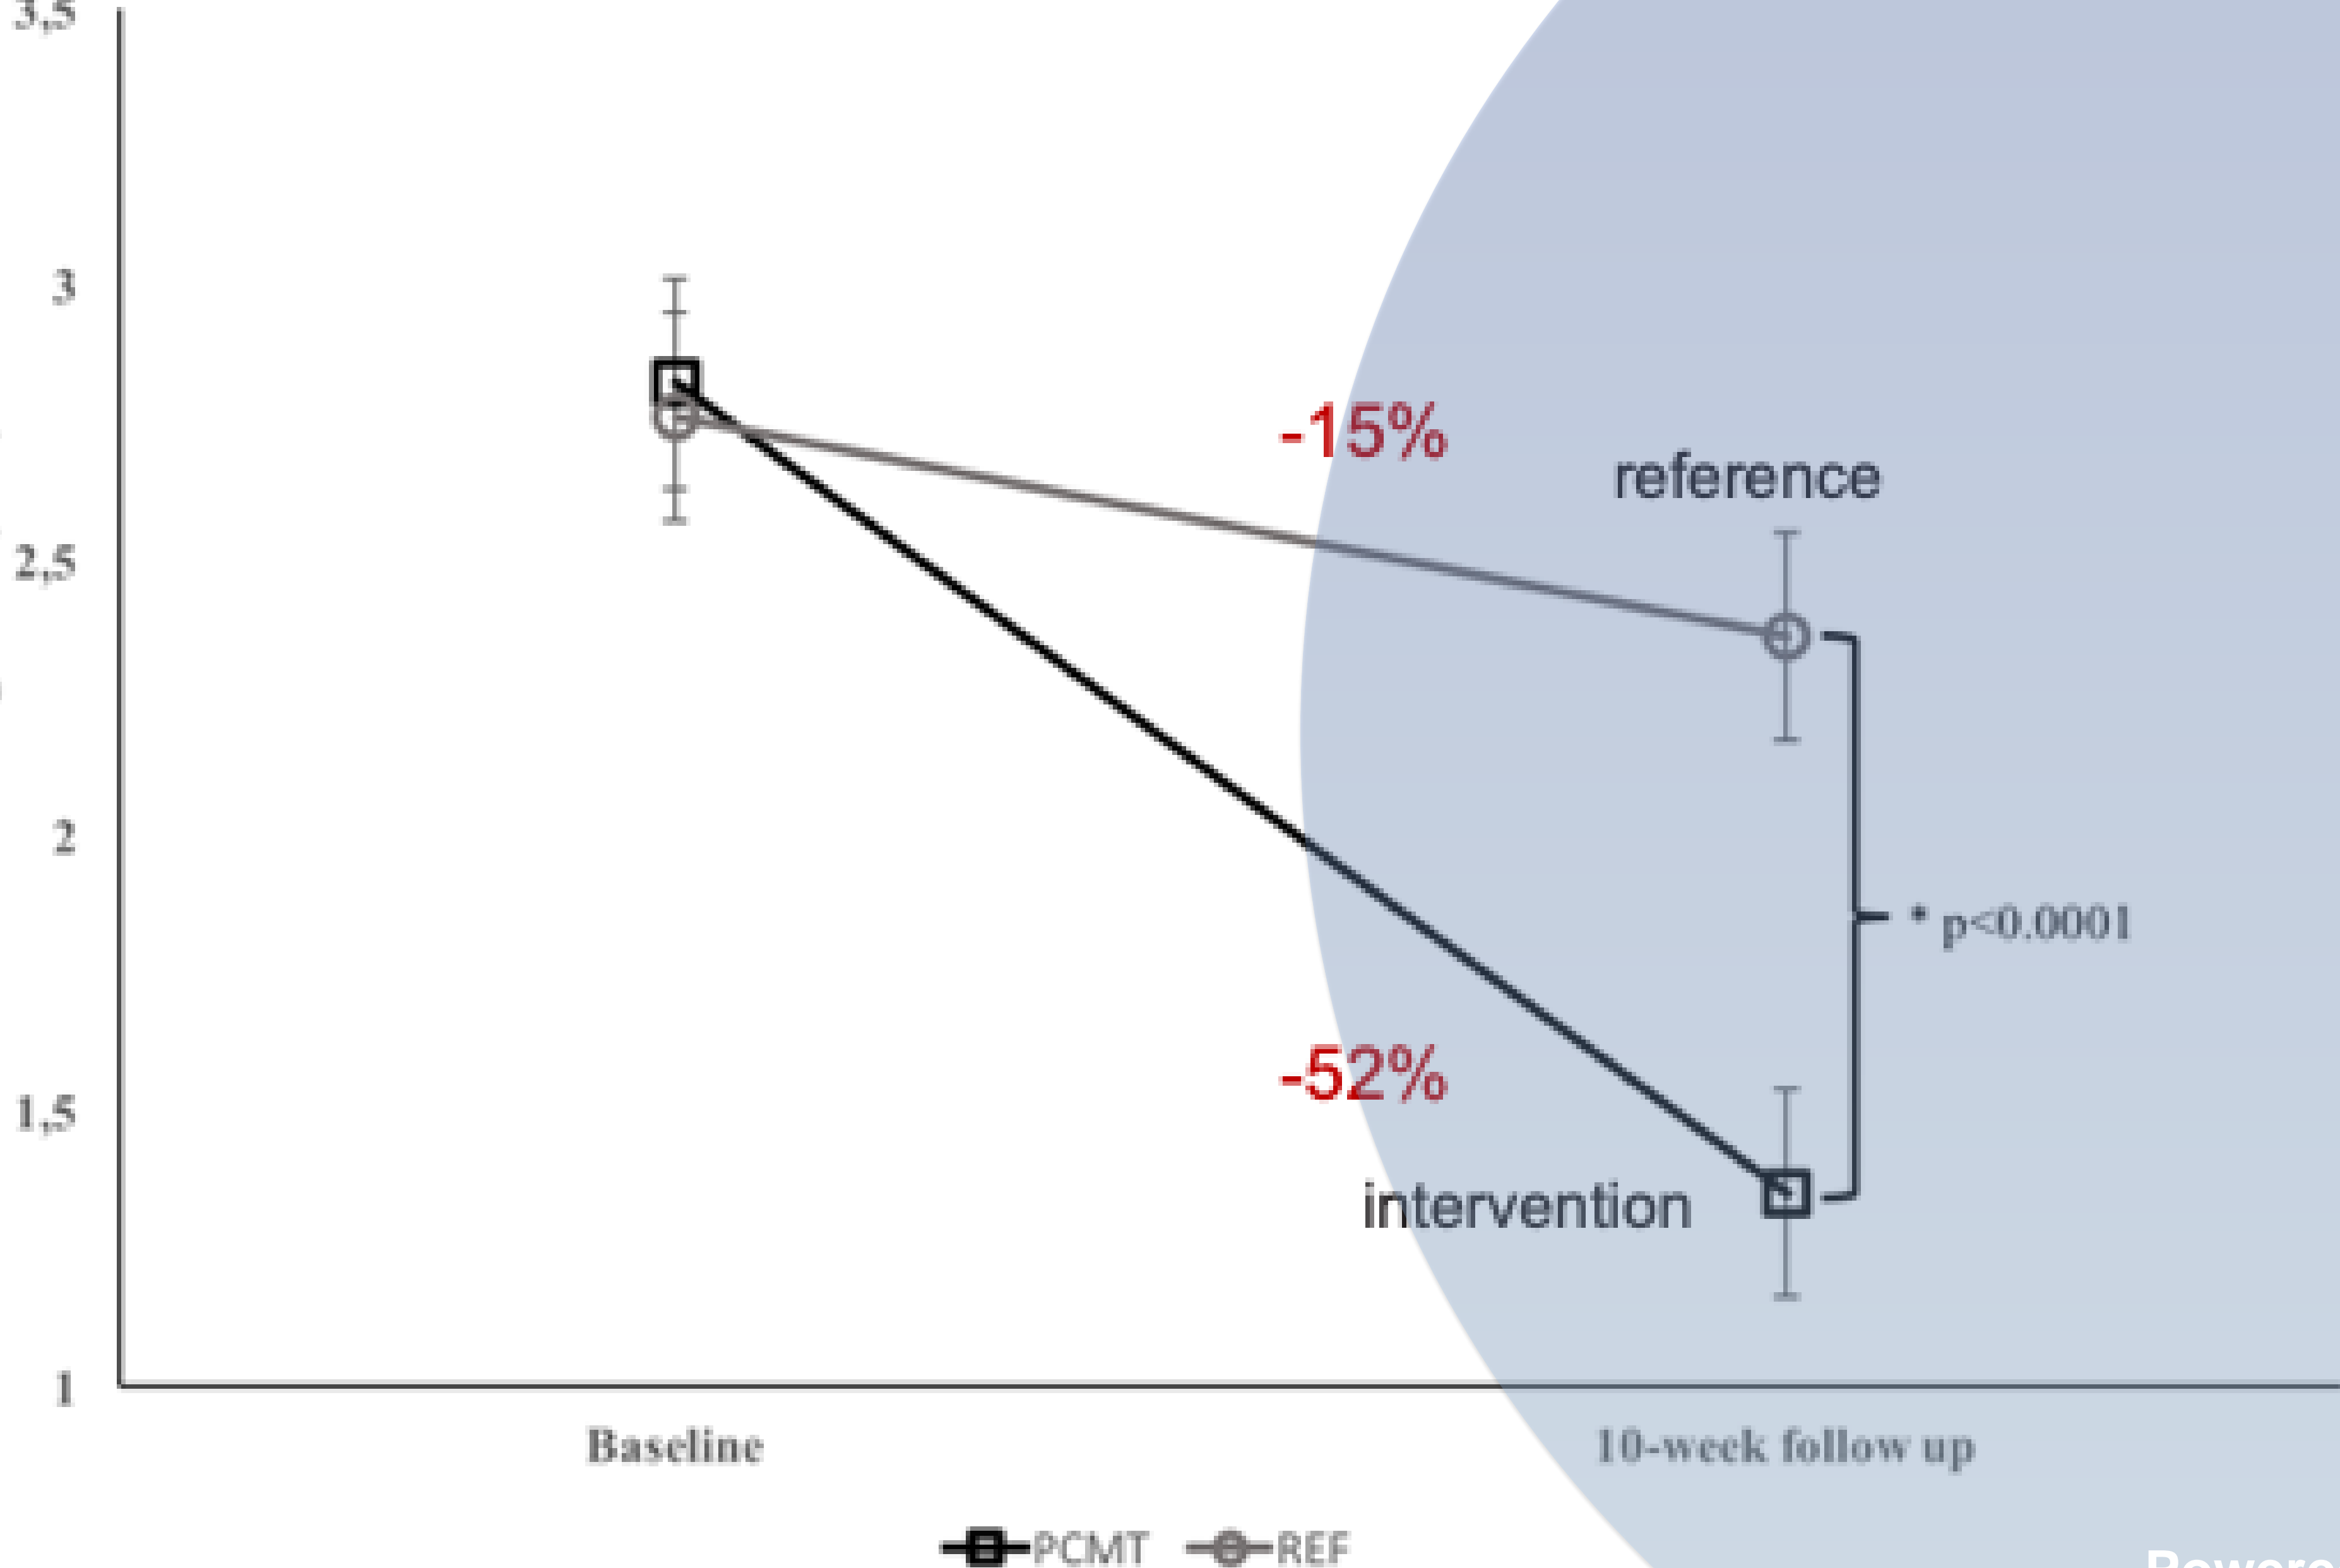 3,5
3
2,5
2
1,5
1
-15%
reference
* p<0.0001
-52%
intervention
Baseline
10-week follow up
PCMT
REF